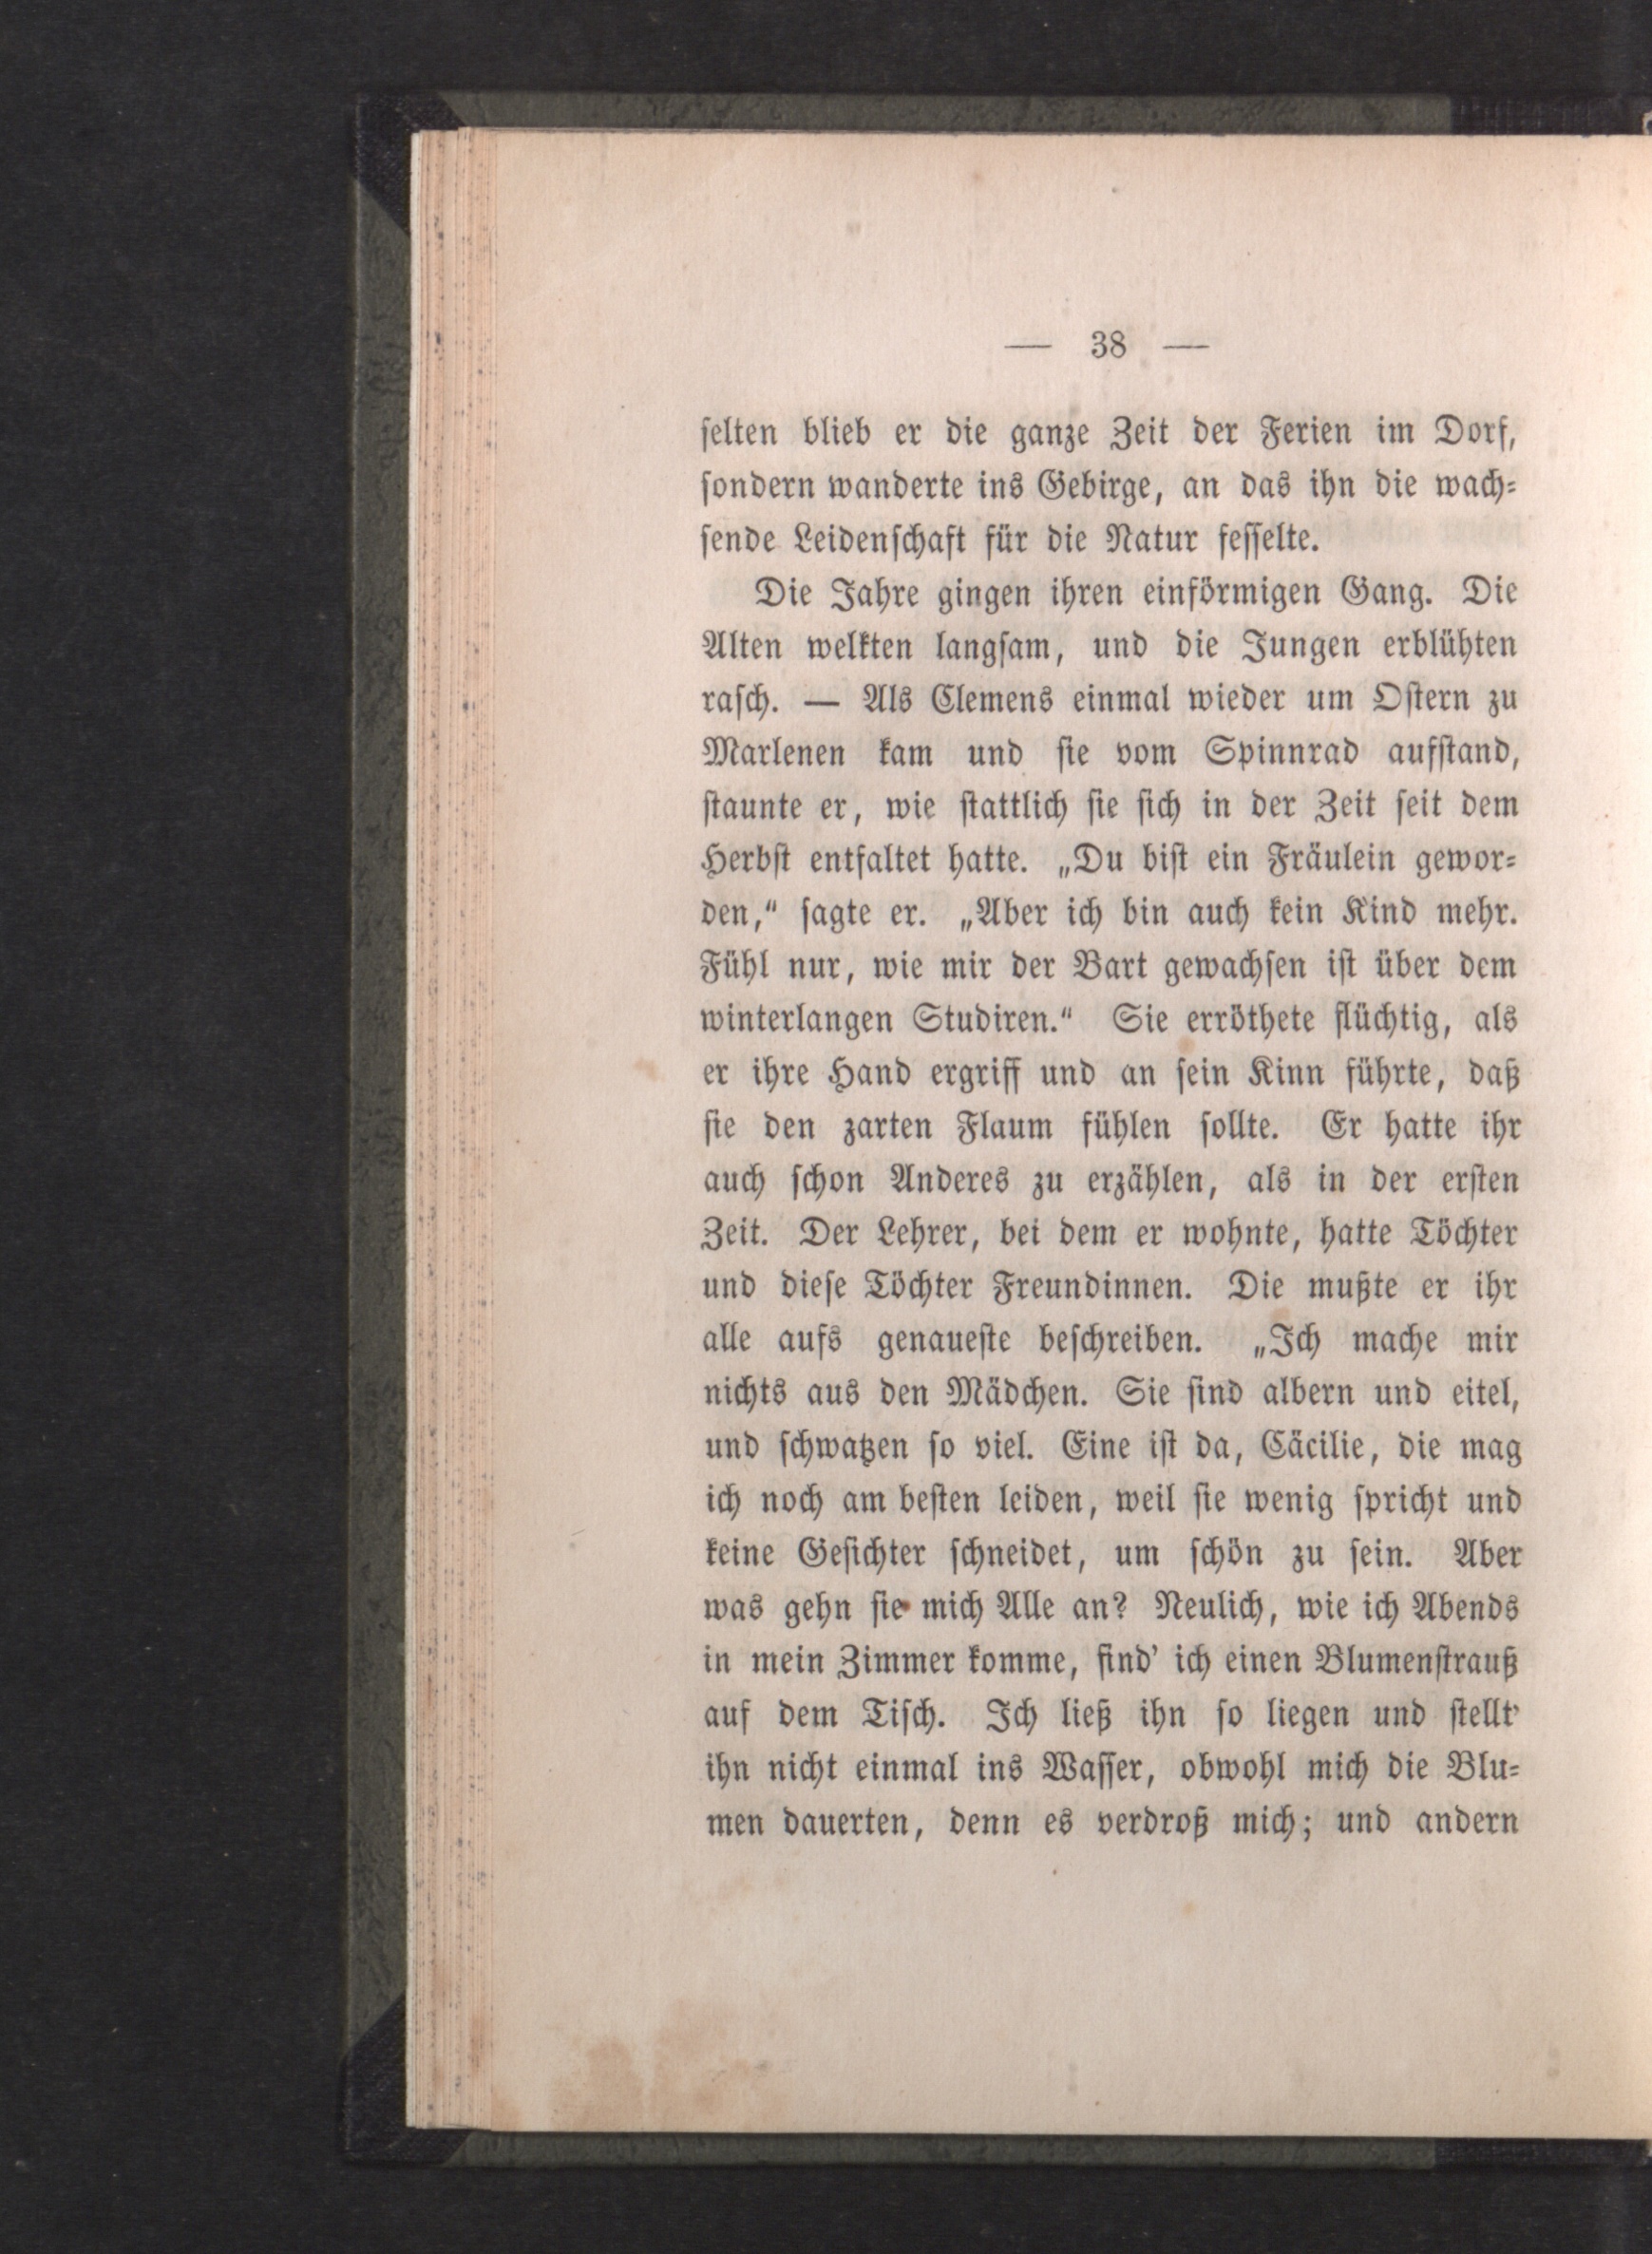 — 38 —
ſelten blieb er die ganze Zeit der Ferien im Dorf,
ſondern wanderte ins Gebirge, an das ihn die wach⸗
ſende Leidenſchaft für die Natur feſſelte.
Die Jahre gingen ihren einförmigen Gang. Die
Alten welkten langſam, und die Jungen erblühten
raſch. — Als Clemens einmal wieder um Oſtern zu
Marlenen kam und ſie vom Spinnrad aufſtand,
ſtaunte er, wie ſtattlich ſie ſich in der Zeit ſeit dem
Herbſt entfaltet hatte. „Du biſt ein Fräulein gewor⸗
den,“ ſagte er. „Aber ich bin auch kein Kind mehr.
Fühl nur, wie mir der Bart gewachſen iſt über dem
winterlangen Studiren.“ Sie erröthete flüchtig, als
er ihre Hand ergriff und an ſein Kinn führte, daß
ſie den zarten Flaum fühlen ſollte. Er hatte ihr
auch ſchon Anderes zu erzählen, als in der erſten
Zeit. Der Lehrer, bei dem er wohnte, hatte Töchter
und dieſe Töchter Freundinnen. Die mußte er ihr
alle aufs genaueſte beſchreiben. „Ich mache mir
nichts aus den Mädchen. Sie ſind albern und eitel,
und ſchwatzen ſo viel. Eine iſt da, Cäcilie, die mag
ich noch am beſten leiden, weil ſie wenig ſpricht und
keine Geſichter ſchneidet, um ſchön zu ſein. Aber
was gehn ſie mich Alle an? Neulich, wie ich Abends
in mein Zimmer komme, find’ ich einen Blumenſtrauß
auf dem Tiſch. Ich ließ ihn ſo liegen und ſtellt’
ihn nicht einmal ins Waſſer, obwohl mich die Blu⸗
men dauerten, denn es verdroß mich; und andern